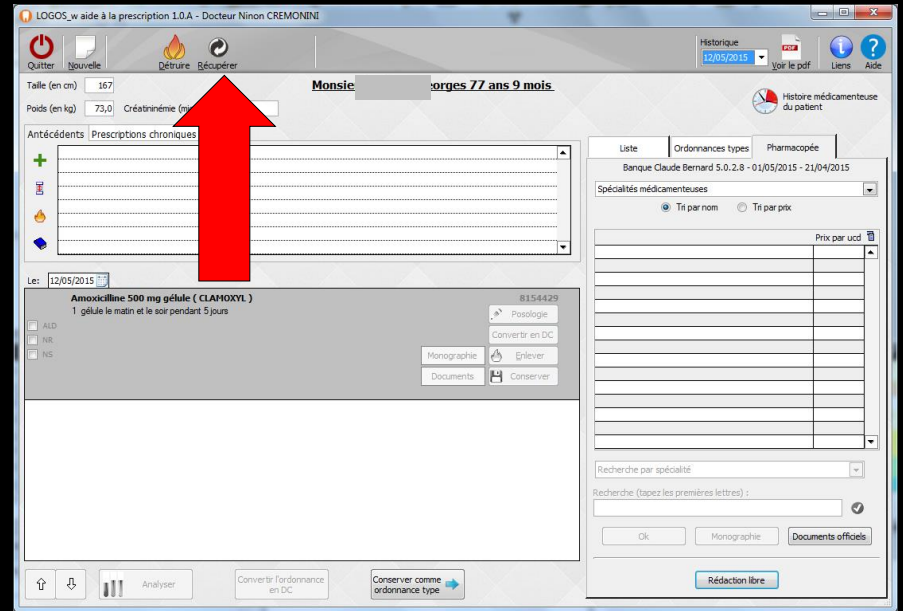 LOGOS_w aide à la prescription 1.0.A - Docteur Ninon CREMONINI
Quitter Nouvelle Détruire Récupérer
Historique
12/05/2015
PDF
Voir le pdf Liens Aide
Taille (en cm) 167
Monsie orges 77 ans 9 mois
Poids (en kg) 73,0 Créatininémie
Histoire médicamenteuse
du patient
Antécédents Prescriptions chroniques
Liste Ordonnances types Pharmacopée
Banque Claude Bernard 5.0.2.8 - 01/05/2015 - 21/04/2015
Spécialités médicamenteuses
Tri par nom Tri par prix
Prix par ucd
Le: 12/05/2015
Amoxicilline 500 mg gélule ( CLAMOXYL ) 8154429
1 gélule le matin et le soir pendant 5 jours
Posologie
ALD
Convertir en DC
NR
NS
Monographie Enlever
Documents Conserver
Recherche par spécialité
Recherche (tapez les premières lettres) :
Ok Monographie Documents officiels
Analyser
Convertir l'ordonnance
en DC
Conserver comme
ordonnance type
Rédaction libre